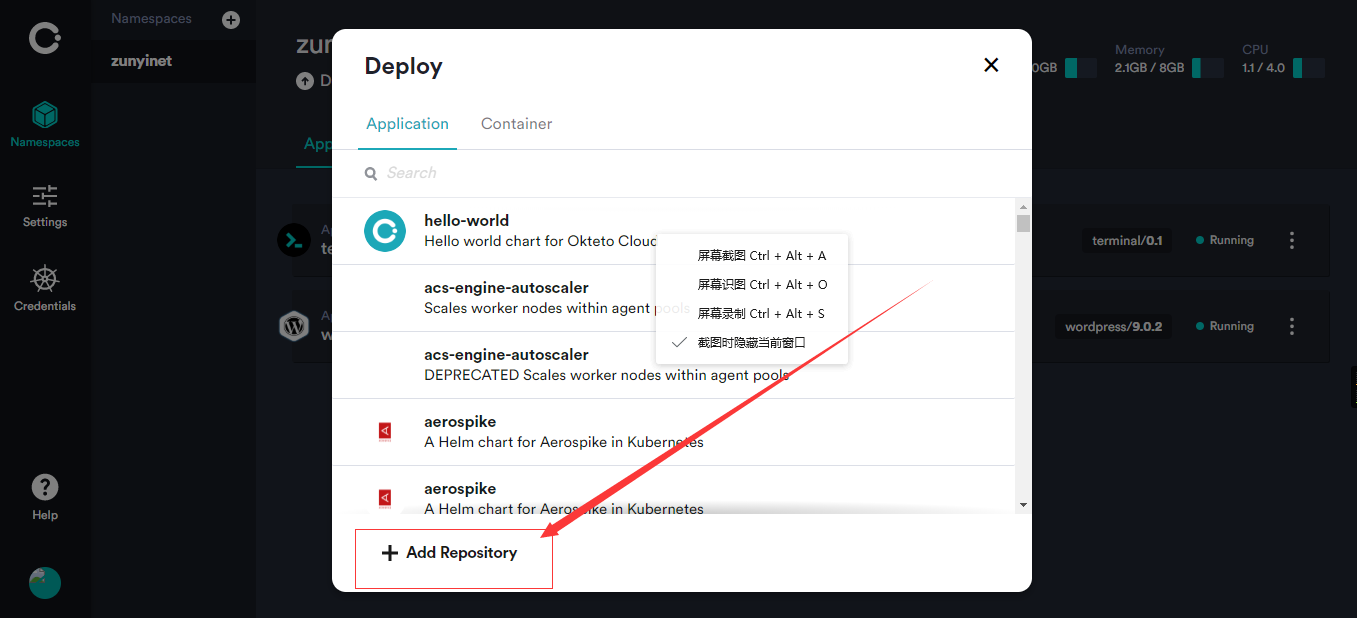 Namespaces
zunyinet
Namespaces
Settings
Credentials
Help
zun
D
0GB
Memory
2.1GB / 8GB
CPU
1.1 / 4.0
App
Deploy
Application
Container
Search
hello-world
Hello world chart for Okteto Cloud
acs-engine-autoscaler
Scales worker nodes within agent pools
acs-engine-autoscaler
DEPRECATED Scales worker nodes within agent pools
aerospike
A Helm chart for Aerospike in Kubernetes
aerospike
A Helm chart for Aerospike in Kubernetes
Add Repository
屏幕截图 Ctrl + Alt + A
屏幕识图 Ctrl + Alt + O
屏幕录制 Ctrl + Alt + S
截图时隐藏当前窗口
Ap
te
terminal/0.1
Running
Ap
w
wordpress/9.0.2
Running